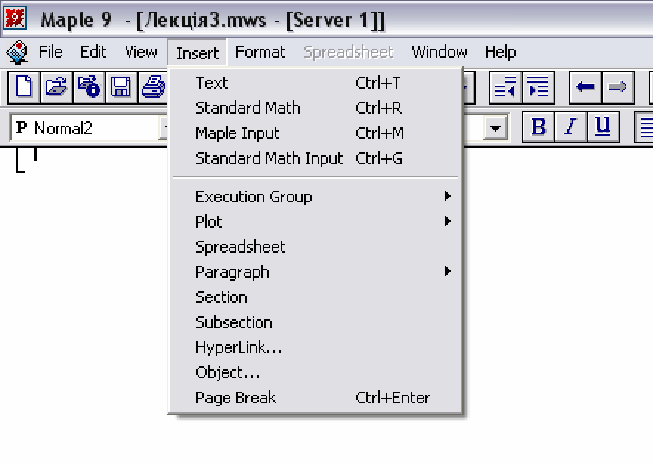 Maple 9 - [Лекція3.mws - [Server 1]]
File Edit View Insert Format Spreadsheet Window Help
P Normal2 B I U
Text Ctrl+T
Standard Math Ctrl+R
Maple Input Ctrl+M
Standard Math Input Ctrl+G
Execution Group
Plot
Spreadsheet
Paragraph
Section
Subsection
HyperLink...
Object...
Page Break Ctrl+Enter